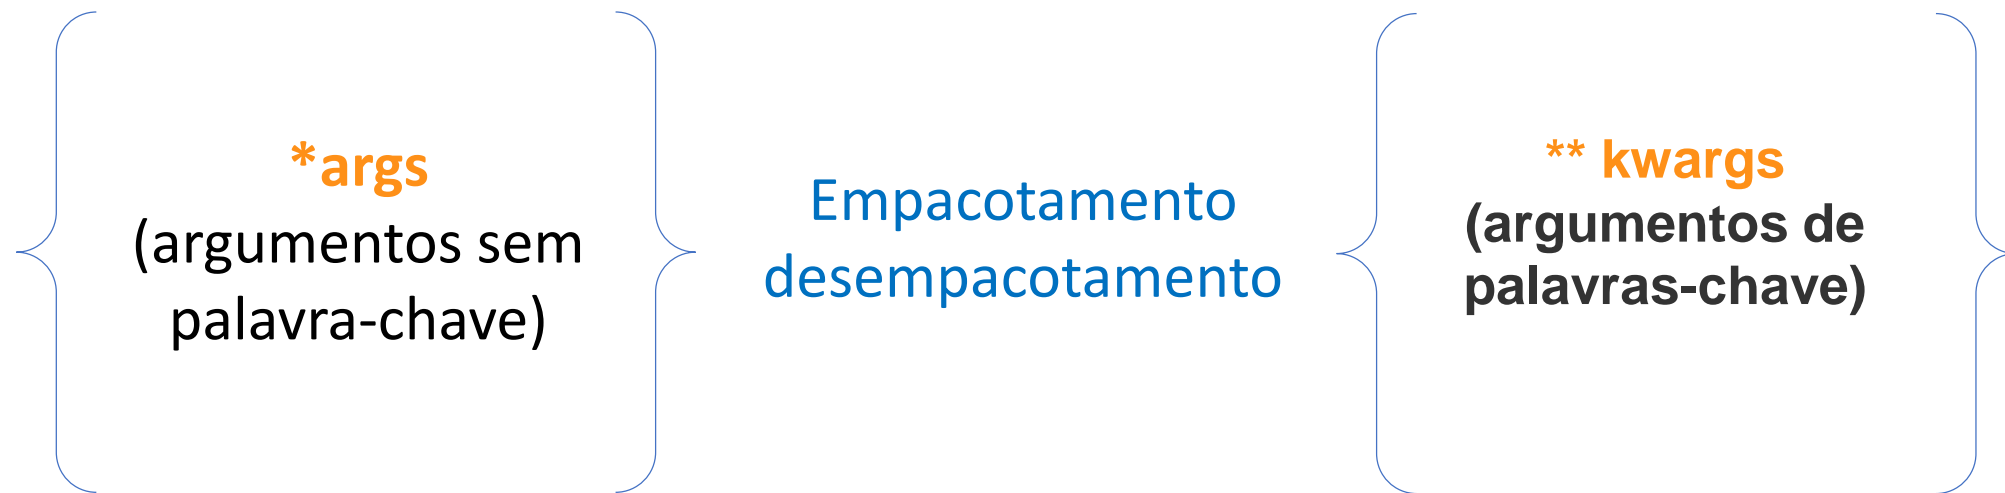 *args
(argumentos sem
palavra-chave)
Empacotamento
desempacotamento
** kwargs
(argumentos de
palavras-chave)